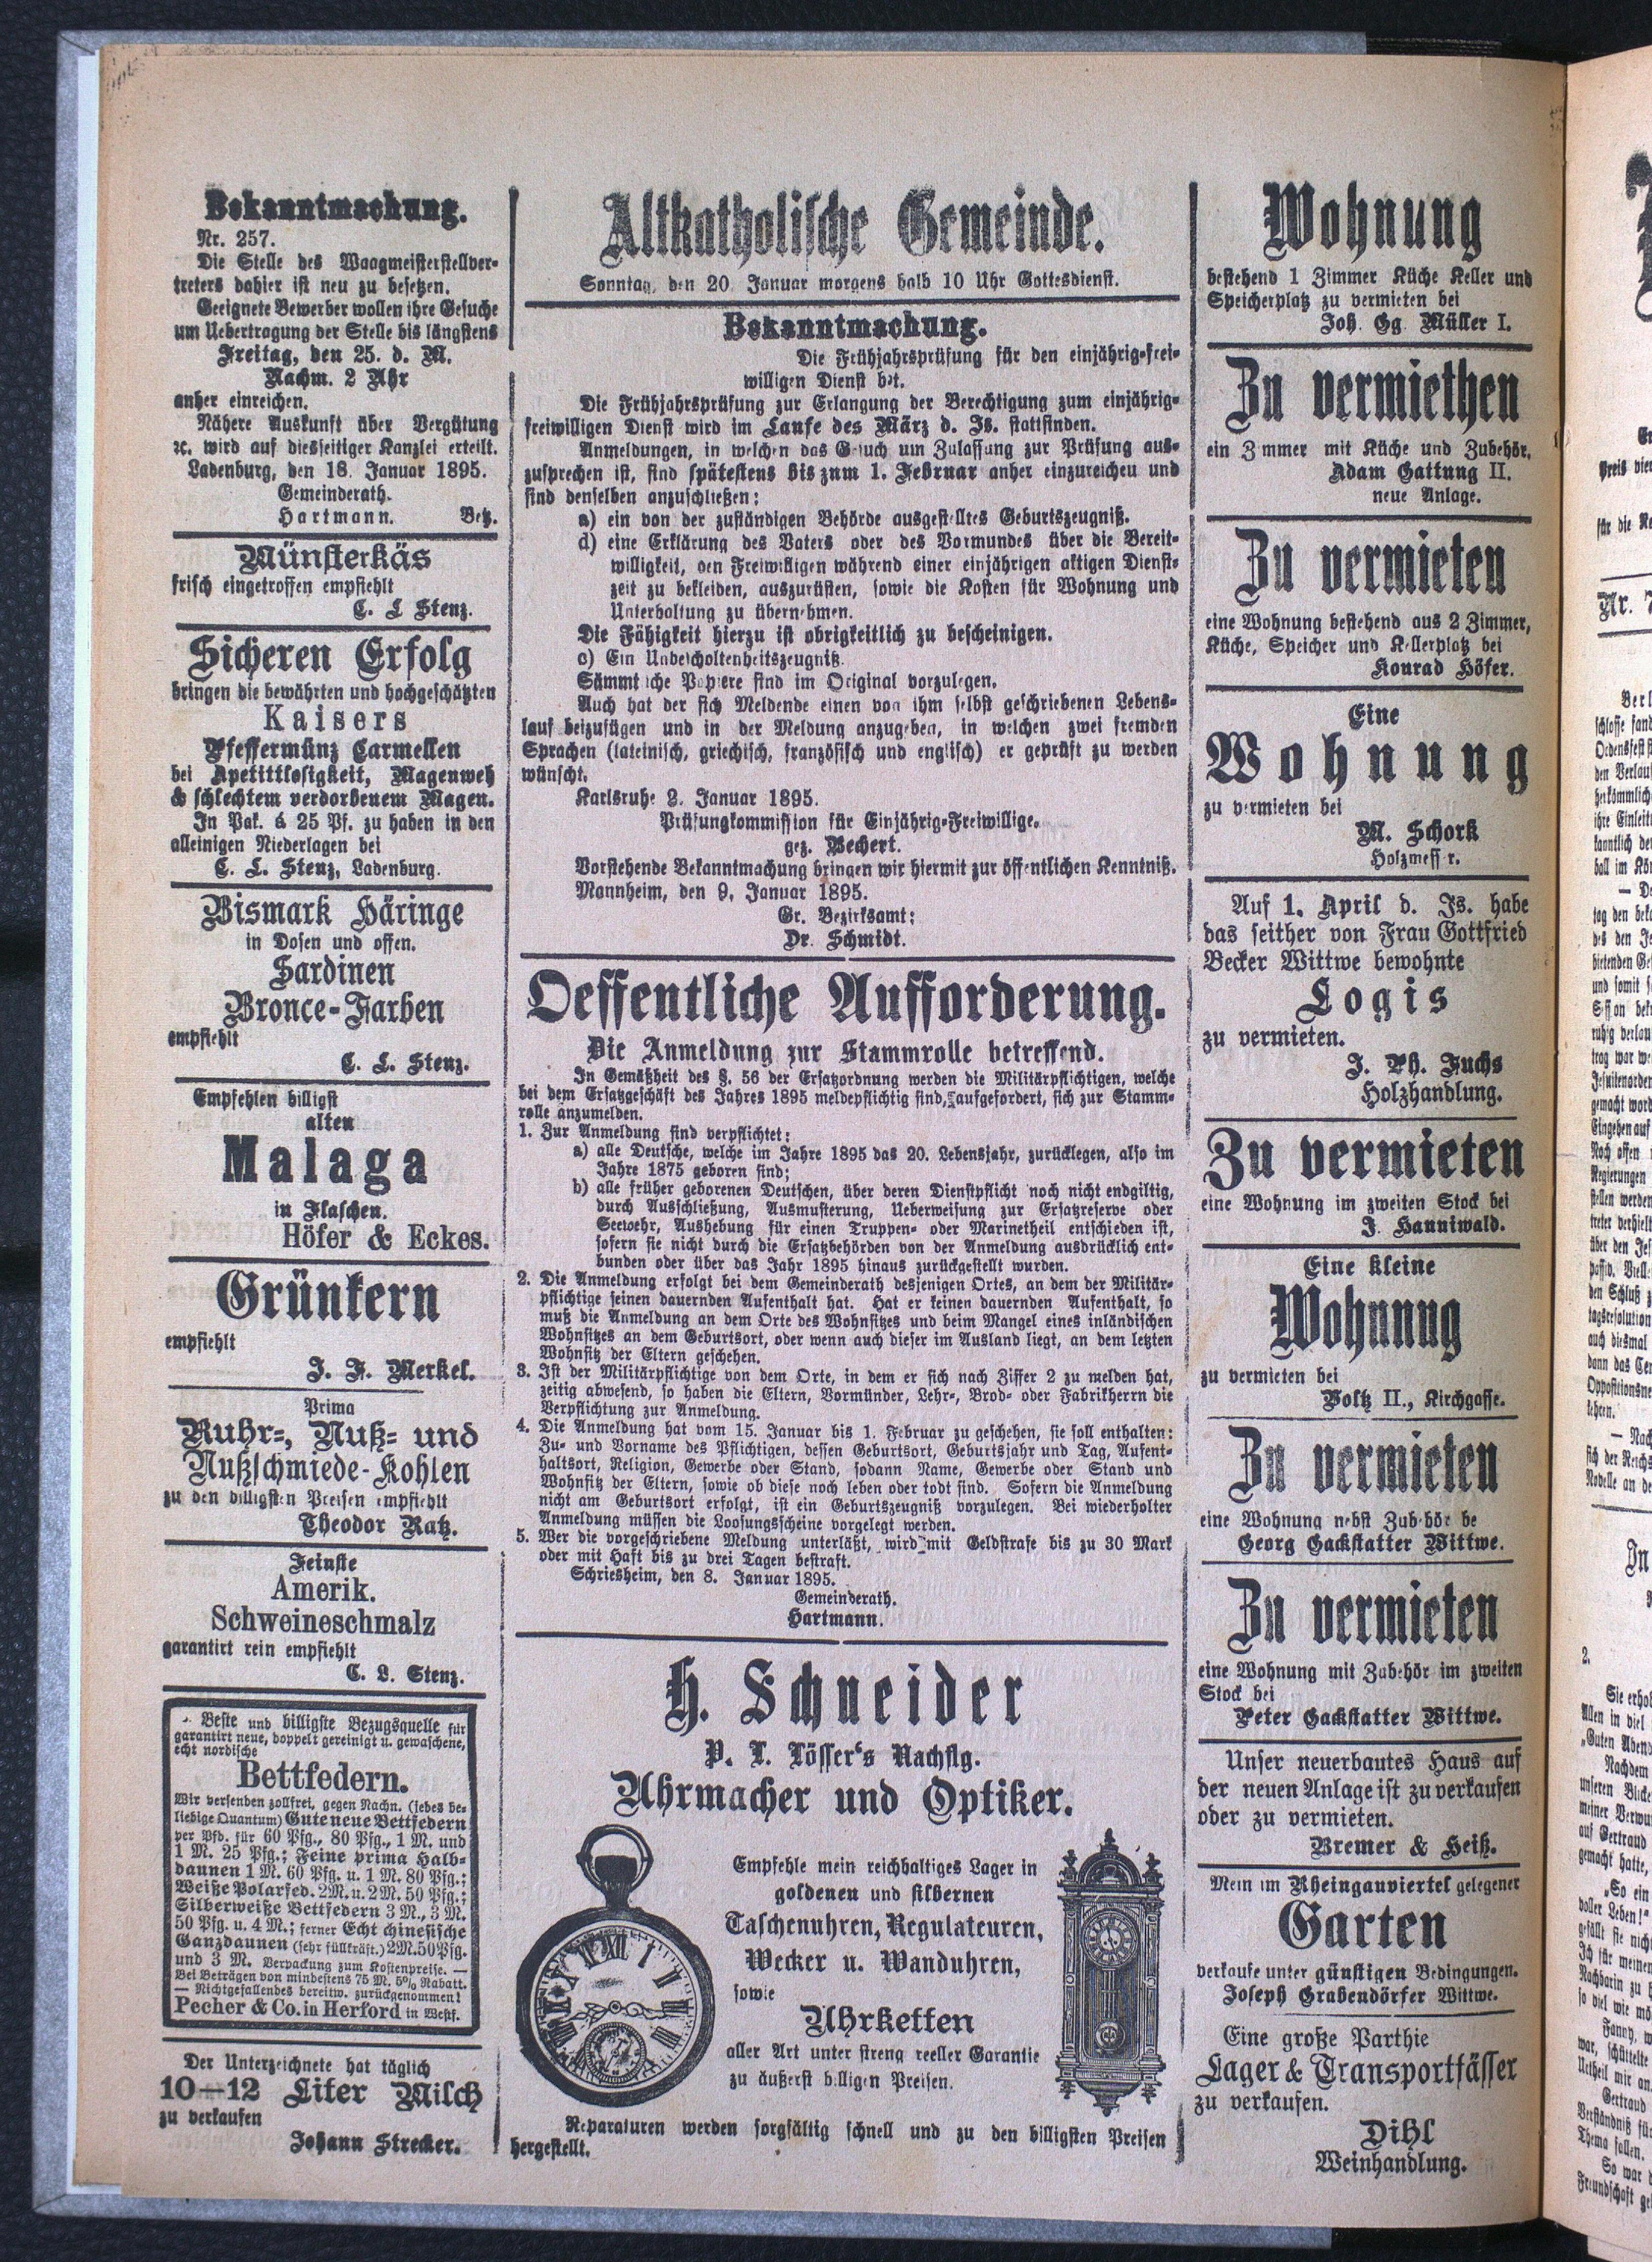 Bekanntmachung.
Nr. 257.
Die Stelle des Waagmeisterstellver-
treters dahier ist neu zu besetzen.
Geeignete Bewerber wollen ihre Gesuche
um Uebertragung der Stelle bis längstens
Freitag, den 25. d. M.
Nachm. 2 Uhr
anher einreichen.
Nähere Auskunft über Vergütung
ꝛc. wird auf diesseitiger Kanzlei erteilt.
Ladenburg, den 18. Januar 1895.
Gemeinderath.
Hartmann. Betz.
Münsterkäs
frisch eingetroffen empfiehlt
C. L Stenz.
Sicheren Erfolg
bringen die bewährten und hochgeschätzten
Kaisers
Pfeffermünz Carmellen
bei Apetittlosigkeit, Magenweh
& schlechtem verdorbenem Magen.
In Pak. á 25 Pf. zu haben in den
alleinigen Niederlagen bei
C. L. Stenz, Ladenburg.
Bismark Häringe
in Dosen und offen.
Sardinen
Bronce-Farben
empfiehlt
C. L. Stenz.
Empfehlen billigst
alten
Malaga
in Flaschen.
Höfer & Eckes.
Grünkern
empfiehlt
J. F. Merkel.
Prima
Ruhr-, Nuß- und
Nußschmiede-Kohlen
zu den billigsten Preisen empfiehlt
Theodor Ratz.
Feinste
Amerik.
Schweineschmalz
garantirt rein empfiehlt
C. L. Stenz.
Beste und billigste Bezugsquelle für
garantirt neue, doppelt gereinigt u. gewaschene,
echt nordische
Bettfedern.
Wir versenden zollfrei, gegen Nachn. (jedes be-
liebige Quantum) Gute neue Bettfedern
per Pfd. für 60 Pfg., 80 Pfg., 1 M. und
1 M. 25 Pfg.; Feine prima Halb-
daunen 1 M. 60 Pfg. u. 1 M. 80 Pfg.;
Weiße Polarfed. 2 M. u. 2 M. 50 Pfg.;
Silberweiße Bettfedern 3 M., 3 M.
50 Pfg. u. 4 M.; ferner Echt chinesische
Ganzdaunen (sehr füllkräft.) 2 M. 50 Pfg.
und 3 M. Verpackung zum Kostenpreise. —
Bei Beträgen von mindestens 75 M. 5% Rabatt.
— Nichtgefallendes bereitw. zurückgenommen!
Pecher & Co. in Herford in Westf.
Der Unterzeichnete hat täglich
10—12 Liter Milch
zu verkaufen
Johann Strecker.
Altkatholische Gemeinde.
Sonntag, den 20 Januar morgens halb 10 Uhr Gottesdienst.
Bekanntmachung.
Die Frühjahrsprüfung für den einjährig-frei-
willigen Dienst bet.
Die Frühjahrsprüfung zur Erlangung der Berechtigung zum einjährig-
freiwilligen Dienst wird im Laufe des März d. Js. stattfinden.
Anmeldungen, in welchen das Gesuch um Zulassung zur Prüfung aus-
zusprechen ist, sind spätestens bis zum 1. Februar anher einzureichen und
sind denselben anzuschließen:
a) ein von der zuständigen Behörde ausgestelltes Geburtszeugniß.
d) eine Erklärung des Vaters oder des Vormundes über die Bereit-
willigkeit, den Freiwilligen während einer einjährigen aktigen Dienst-
zeit zu bekleiden, auszurüsten, sowie die Kosten für Wohnung und
Unterhaltung zu übernehmen.
Die Fähigkeit hierzu ist obrigkeitlich zu bescheinigen.
c) Ein Unbescholtenheitszeugniß.
Sämmtliche Papiere sind im Original vorzulegen.
Auch hat der sich Meldende einen von ihm selbst geschriebenen Lebens-
lauf beizufügen und in der Meldung anzugeben, in welchen zwei fremden
Sprachen (lateinisch, griechisch, französisch und englisch) er geprüft zu werden
wünscht.
Karlsruhe 2. Januar 1895.
Prüfungkommission für Einjährig-Freiwillige.
gez. Bechert.
Vorstehende Bekanntmachung bringen wir hiermit zur öffentlichen Kenntniß.
Mannheim, den 9. Januar 1895.
Gr. Bezirksamt:
Dr. Schmidt.
Oeffentliche Aufforderung.
Die Anmeldung zur Stammrolle betreffend.
In Gemäßheit des §. 56 der Ersatzordnung werden die Militärpflichtigen, welche
bei dem Ersatzgeschäft des Jahres 1895 meldepflichtig sind, aufgefordert, sich zur Stamm-
rolle anzumelden.
1. Zur Anmeldung sind verpflichtet:
a) alle Deutsche, welche im Jahre 1895 das 20. Lebensjahr, zurücklegen, also im
Jahre 1875 geboren sind;
b) alle früher geborenen Deutschen, über deren Dienstpflicht noch nicht endgiltig,
durch Ausschließung, Ausmusterung, Ueberweisung zur Ersatzreserve oder
Seewehr, Aushebung für einen Truppen- oder Marinetheil entschieden ist,
sofern sie nicht durch die Ersatzbehörden von der Anmeldung ausdrücklich ent-
bunden oder über das Jahr 1895 hinaus zurückgestellt wurden.
2. Die Anmeldung erfolgt bei dem Gemeinderath desjenigen Ortes, an dem der Militär-
pflichtige seinen dauernden Aufenthalt hat. Hat er keinen dauernden Aufenthalt, so
muß die Anmeldung an dem Orte des Wohnsitzes und beim Mangel eines inländischen
Wohnsitzes an dem Geburtsort, oder wenn auch dieser im Ausland liegt, an dem letzten
Wohnsitz der Eltern geschehen.
3. Ist der Militärpflichtige von dem Orte, in dem er sich nach Ziffer 2 zu melden hat,
zeitig abwesend, so haben die Eltern, Vormünder, Lehr-, Brod- oder Fabrikherrn die
Verpflichtung zur Anmeldung.
4. Die Anmeldung hat vom 15. Januar bis 1. Februar zu geschehen, sie soll enthalten:
Zu- und Vorname des Pflichtigen, dessen Geburtsort, Geburtsjahr und Tag, Aufent-
haltsort, Religion, Gewerbe oder Stand, sodann Name, Gewerbe oder Stand und
Wohnsitz der Eltern, sowie ob diese noch leben oder todt sind. Sofern die Anmeldung
nicht am Geburtsort erfolgt, ist ein Geburtszeugniß vorzulegen. Bei wiederholter
Anmeldung müssen die Loosungsscheine vorgelegt werden.
5. Wer die vorgeschriebene Meldung unterläßt, wird mit Geldstrafe bis zu 30 Mark
oder mit Haft bis zu drei Tagen bestraft.
Schriesheim, den 8. Januar 1895.
Gemeinderath.
Hartmann.
H. Schneider
P. L. Lösser's Nachflg.
Uhrmacher und Optiker.
Empfehle mein reichhaltiges Lager in
goldenen und silbernen
Taschenuhren, Regulateuren,
Wecker u. Wanduhren,
sowie
Uhrketten
aller Art unter streng reeller Garantie
zu äußerst billigen Preisen.
Reparaturen werden sorgfältig schnell und zu den billigsten Preisen
hergestellt.
Wohnung
bestehend 1 Zimmer Küche Keller und
Speicherplatz zu vermieten bei
Joh. Gg. Müller I.
Zu vermiethen
ein Zimmer mit Küche und Zubehör.
Adam Gattung II.
neue Anlage.
Zu vermieten
eine Wohnung bestehend aus 2 Zimmer,
Küche, Speicher und Kellerplatz bei
Konrad Höfer.
Eine
Wohnung
zu vermieten bei
M. Schork
Holzmesser.
Auf 1. April d. Js. habe
das seither von Frau Gottfried
Becker Wittwe bewohnte
Logis
zu vermieten.
J. Ph. Fuchs
Holzhandlung.
Zu vermieten
eine Wohnung im zweiten Stock bei
J. Hanniwald.
Eine kleine
Wohnnng
zu vermieten bei
Boltz II., Kirchgasse.
Zu vermieten
eine Wohnung nebst Zubehör be
Georg Gackstatter Wittwe.
Zu vermieten
eine Wohnung mit Zubehör im zweiten
Stock bei
Peter Gackstatter Wittwe.
Unser neuerbautes Haus auf
der neuen Anlage ist zu verkaufen
oder zu vermieten.
Bremer & Heiß.
Mein im Rheingauviertel gelegener
Garten
verkaufe unter günstigen Bedingungen.
Joseph Grabendörfer Wittwe.
Eine große Parthie
Lager & Transportfässer
zu verkaufen.
Dihl
Weinhandlung.